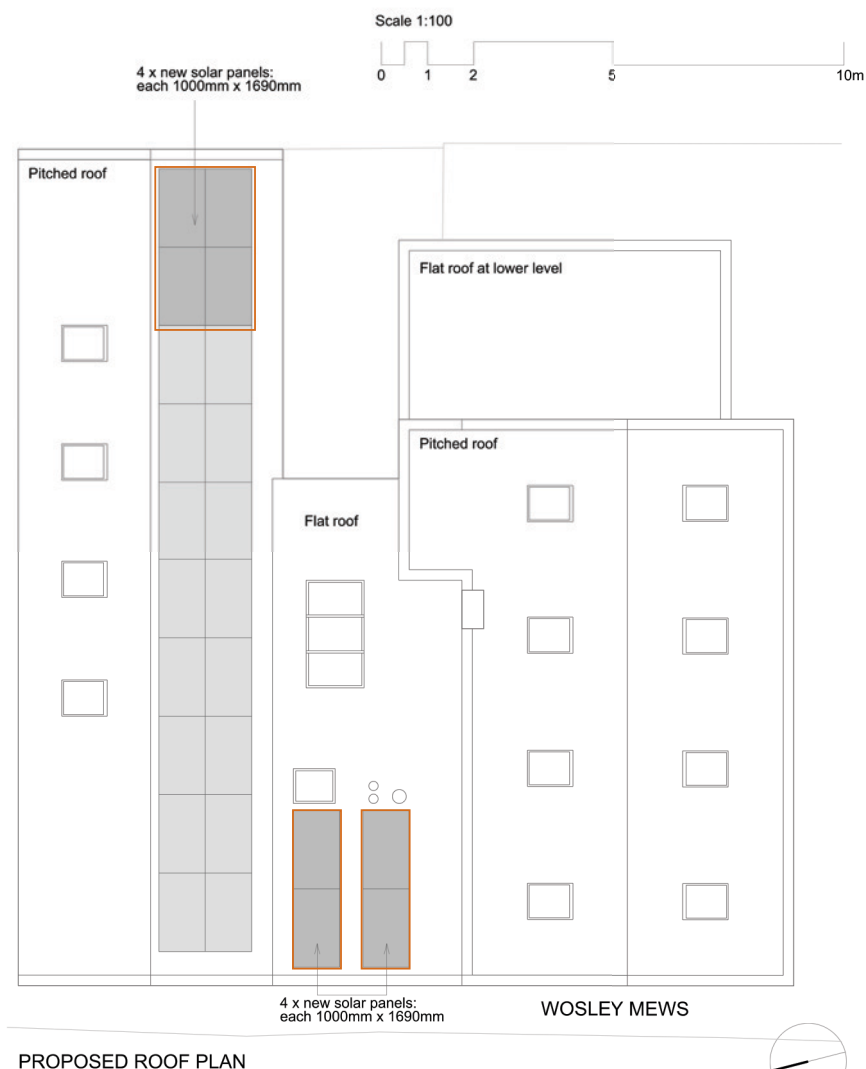 Scale 1:100
0 1 2 5 10m
4 x new solar panels:
each 1000mm x 1690mm
Pitched roof
Flat roof at lower level
Pitched roof
Flat roof
4 x new solar panels:
each 1000mm x 1690mm
WOSLEY MEWS
PROPOSED ROOF PLAN